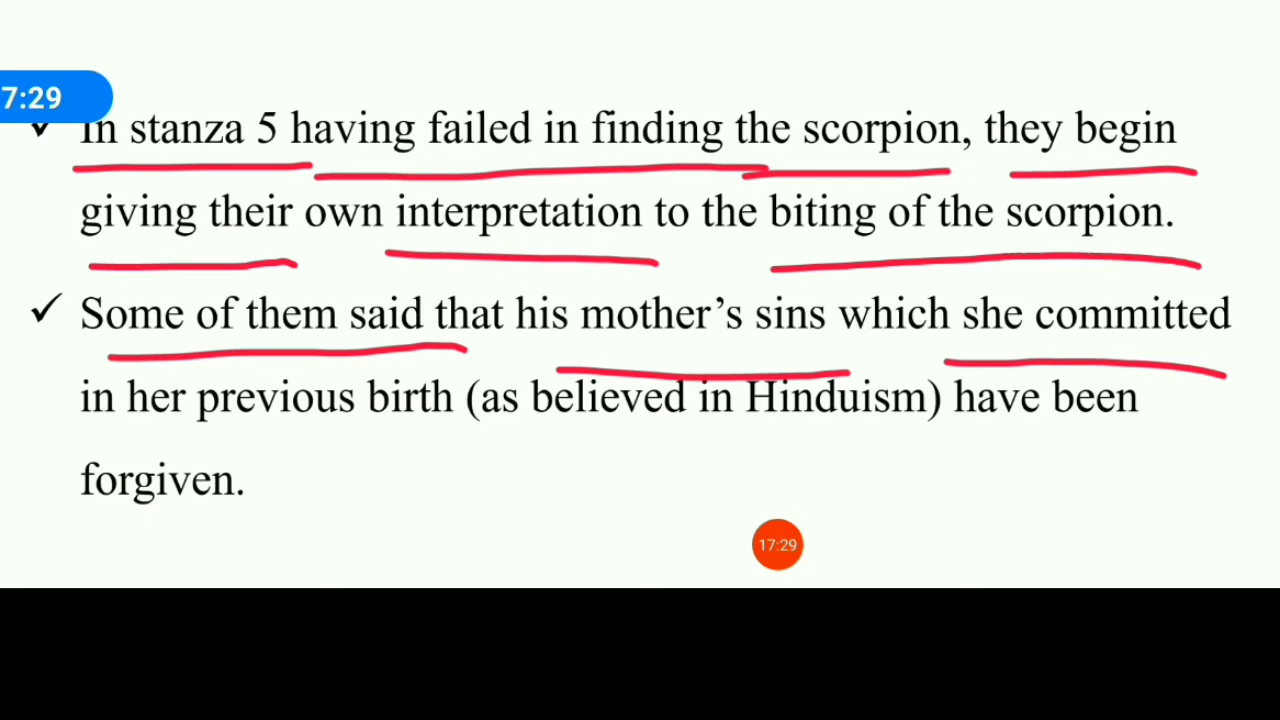 7:29
✓ In stanza 5 having failed in finding the scorpion, they begin
giving their own interpretation to the biting of the scorpion.
✓ Some of them said that his mother’s sins which she committed
in her previous birth (as believed in Hinduism) have been
forgiven.
17:29